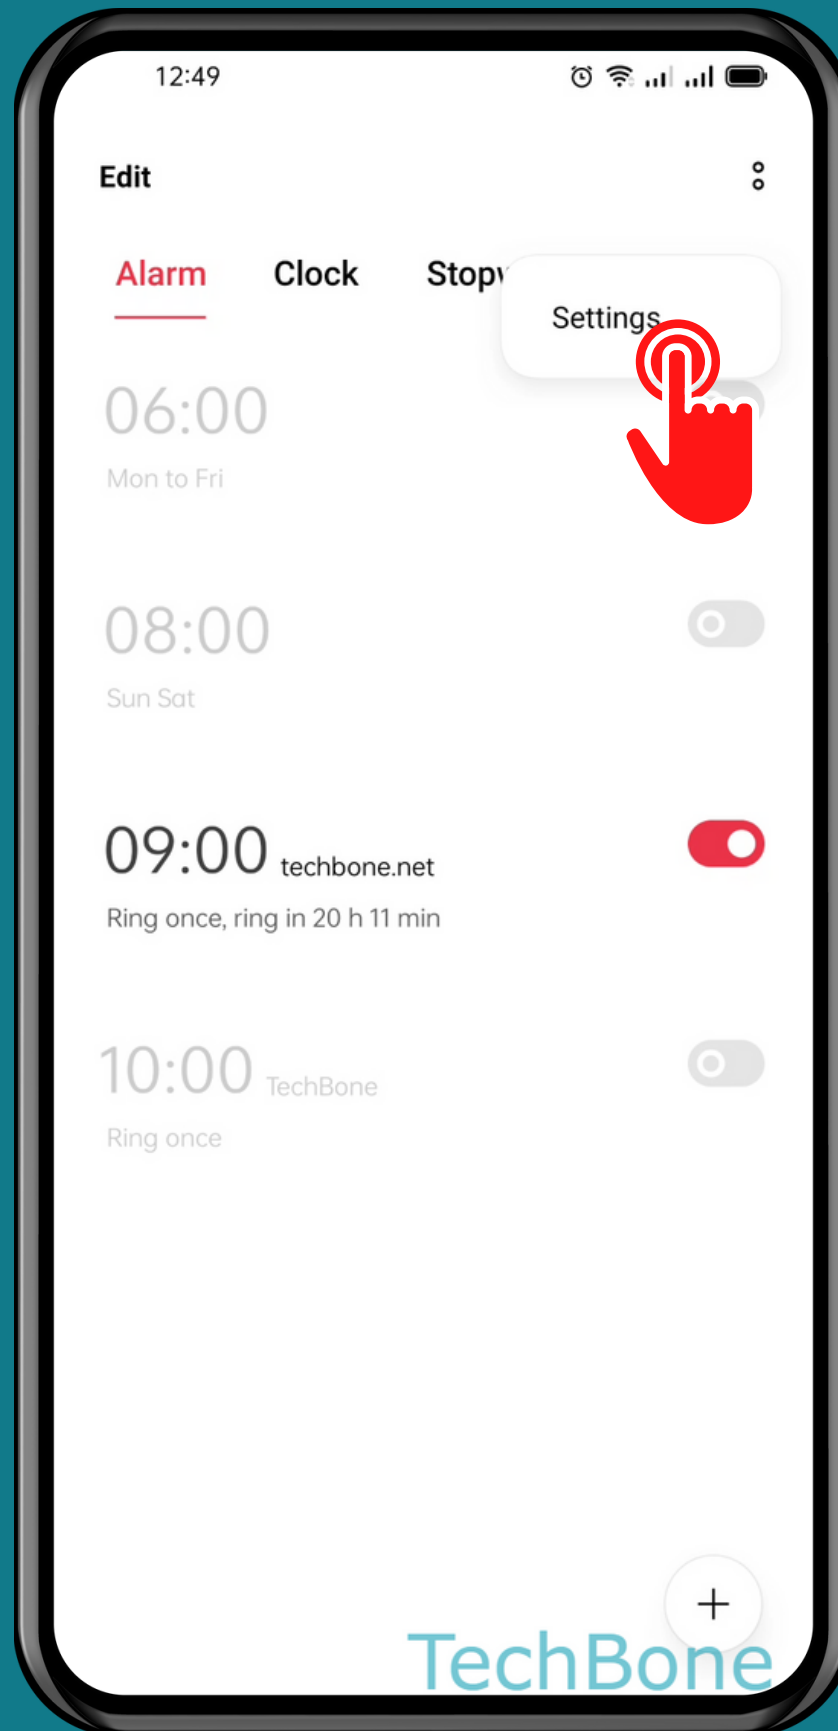 12:49
Edit
Alarm Clock Stopw
Settings
06:00
Mon to Fri
08:00
Sun Sat
09:00 techbone.net
Ring once, ring in 20 h 11 min
10:00 TechBone
Ring once
+
TechBone